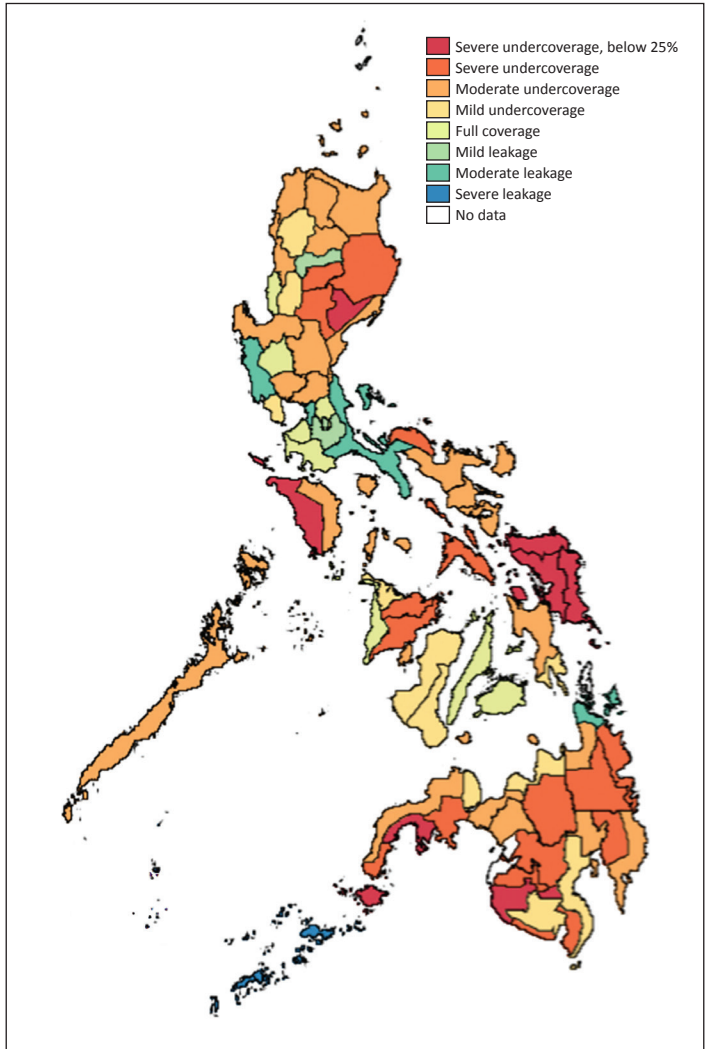 Severe undercoverage, below 25%
Severe undercoverage
Moderate undercoverage
Mild undercoverage
Full coverage
Mild leakage
Moderate leakage
Severe leakage
No data